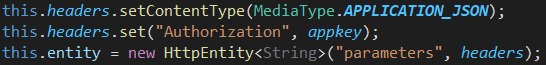 this.headers.setContentType(MediaType.APPLICATION_JSON);
this.headers.set("Authorization", appkey);
this.entity = new HttpEntity<String>("parameters", headers);